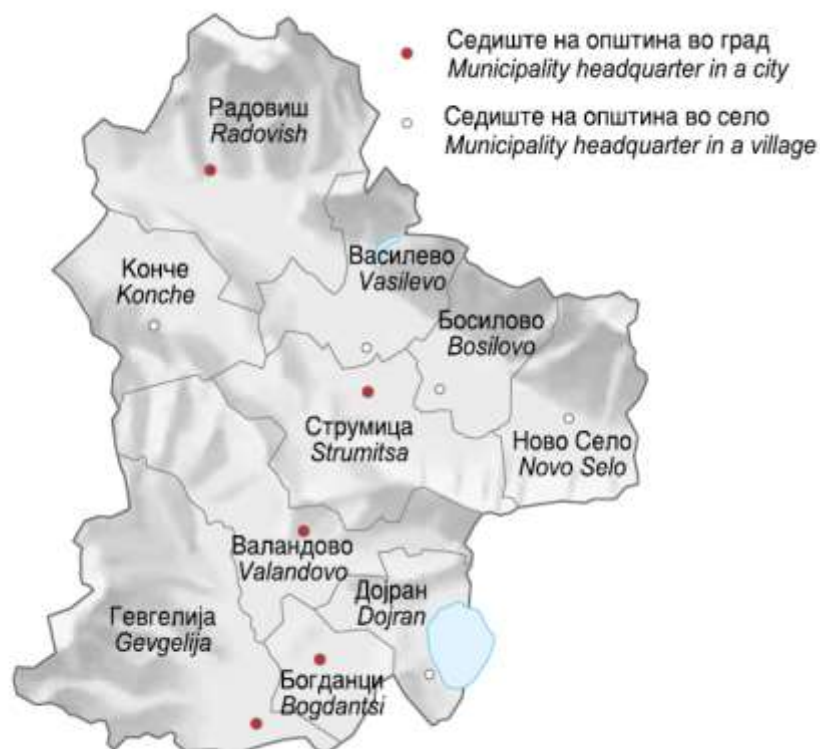 Седиште на општина во град
Municipality headquarter in a city
Седиште на општина во село
Municipality headquarter in a village
Радовиш
Radovish
Василево
Vasilevo
Конче
Konche
Босилово
Bosilovo
Струмица
Strumitsa
Ново Село
Novo Selo
Валандово
Valandovo
Дојран
Dojran
Гевгелија
Gevgelija
Богданци
Bogdantsi